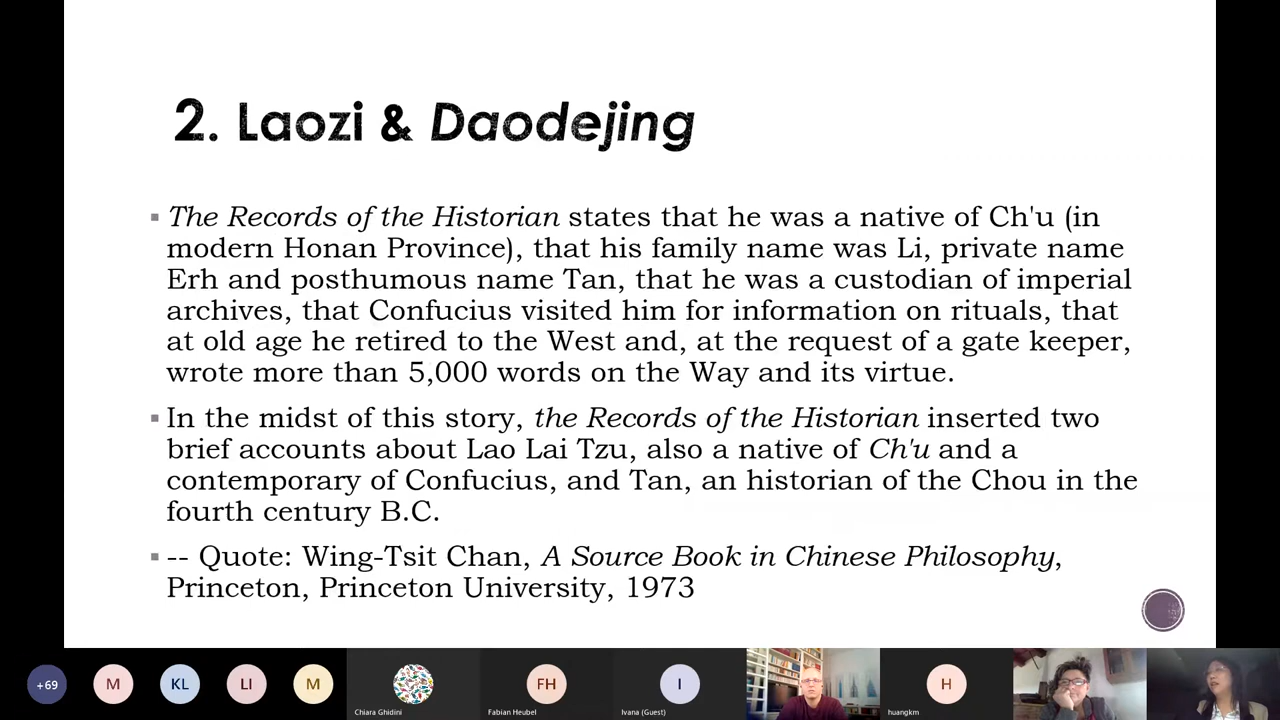 2. Laozi & Daodejing
▪ The Records of the Historian states that he was a native of Ch'u (in
modern Honan Province), that his family name was Li, private name
Erh and posthumous name Tan, that he was a custodian of imperial
archives, that Confucius visited him for information on rituals, that
at old age he retired to the West and, at the request of a gate keeper,
wrote more than 5,000 words on the Way and its virtue.
▪ In the midst of this story, the Records of the Historian inserted two
brief accounts about Lao Lai Tzu, also a native of Ch'u and a
contemporary of Confucius, and Tan, an historian of the Chou in the
fourth century B.C.
▪ -- Quote: Wing-Tsit Chan, A Source Book in Chinese Philosophy,
Princeton, Princeton University, 1973
+69 M KL LI M FH I H
Chiara Ghidini Fabian Heubel Ivana (Guest) huangkm